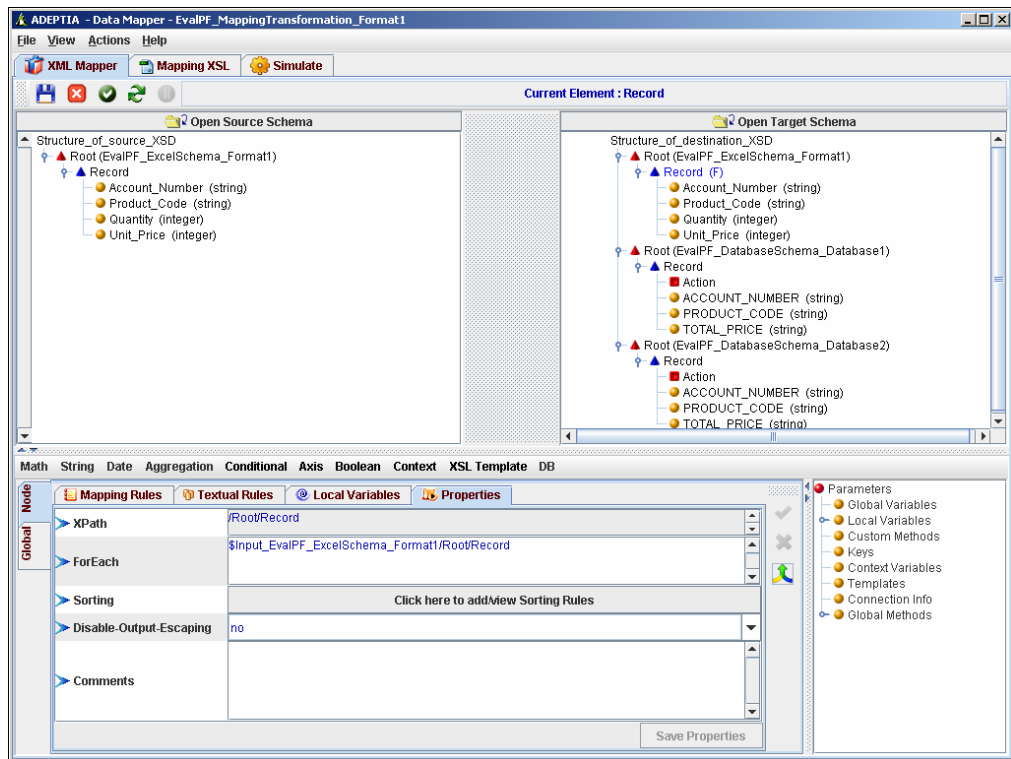 ADEPTIA - Data Mapper - EvalPF_MappingTransformation_Format1
File View Actions Help
XML Mapper Mapping XSL Simulate
Current Element : Record
Open Source Schema
Structure_of_source_XSD
Root (EvalPF_ExcelSchema_Format1)
Record
Account_Number (string)
Product_Code (string)
Quantity (integer)
Unit_Price (integer)
Open Target Schema
Structure_of_destination_XSD
Root (EvalPF_ExcelSchema_Format1)
Record (F)
Account_Number (string)
Product_Code (string)
Quantity (integer)
Unit_Price (integer)
Root (EvalPF_DatabaseSchema_Database1)
Record
Action
ACCOUNT_NUMBER (string)
PRODUCT_CODE (string)
TOTAL_PRICE (string)
Root (EvalPF_DatabaseSchema_Database2)
Record
Action
ACCOUNT_NUMBER (string)
PRODUCT_CODE (string)
TOTAL_PRICE (string)
Math String Date Aggregation Conditional Axis Boolean Context XSL Template DB
Node
Global
Mapping Rules Textual Rules Local Variables Properties
XPath /Root/Record
ForEach $Input_EvalPF_ExcelSchema_Format1/Root/Record
Sorting Click here to add/view Sorting Rules
Disable-Output-Escaping no
Comments
Save Properties
Parameters
Global Variables
Local Variables
Custom Methods
Keys
Context Variables
Templates
Connection Info
Global Methods